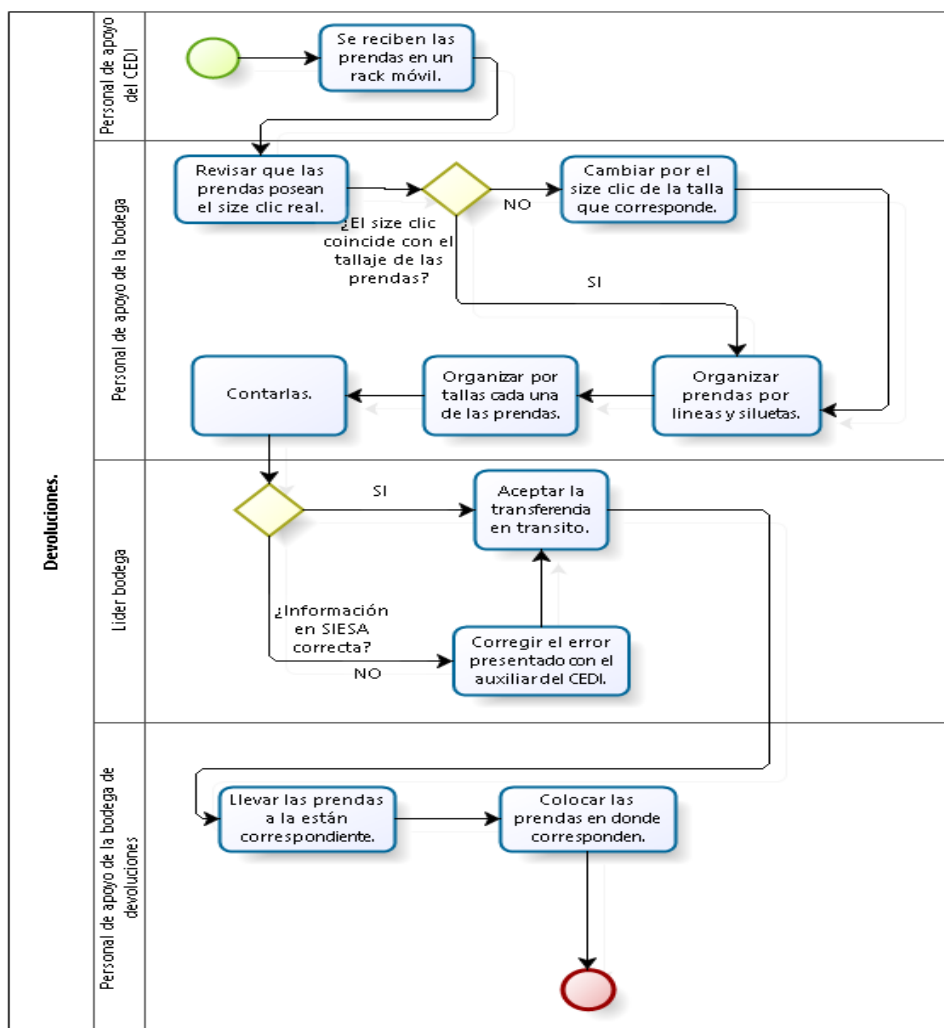 Devoluciones.
Personal de apoyo
del CEDI
Se reciben las
prendas en un
rack móvil.
Personal de apoyo de la bodega
Revisar que las
prendas posean
el size clic real.
¿El size clic
coincide con el
tallaje de las
prendas?
NO
Cambiar por el
size clic de la talla
que corresponde.
SI
Contarlas.
Organizar por
tallas cada una
de las prendas.
Organizar
prendas por
lineas y siluetas.
Lider bodega
SI
Aceptar la
transferencia
en transito.
¿Información
en SIESA
correcta?
NO
Corregir el error
presentado con el
auxiliar del CEDI.
Personal de apoyo de la bodega de
devoluciones
Llevar las prendas
a la están
correspondiente.
Colocar las
prendas en donde
corresponden.